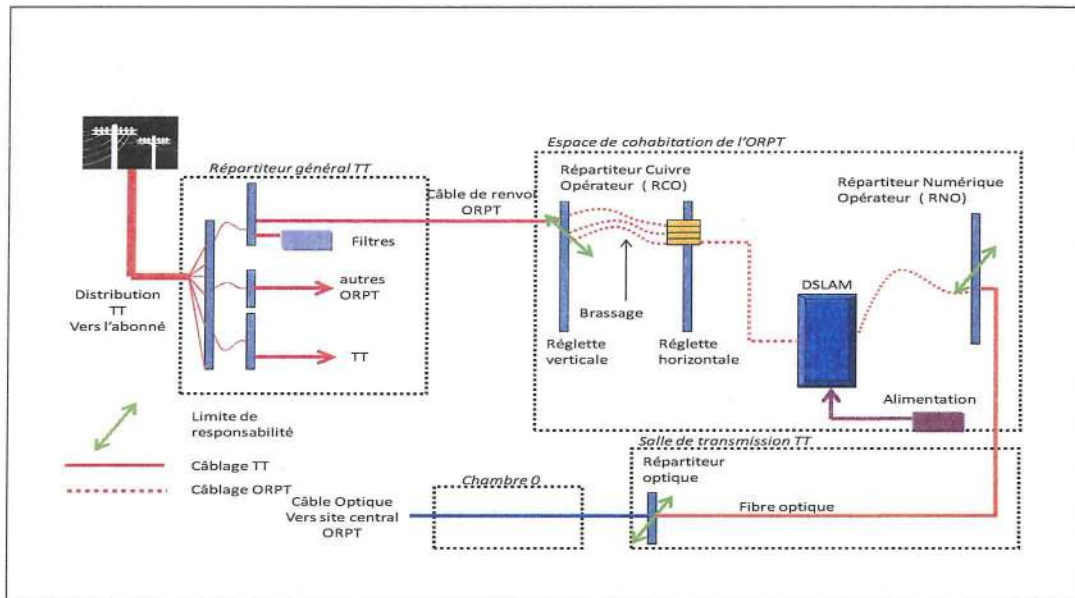 Espace de cohabitation de l'ORPT
Répartiteur général TT
Câble de renvoi
ORPT
Répartiteur Cuivre
Opérateur ( RCO)
Répartiteur Numérique
Opérateur ( RNO)
Filtres
autres
ORPT
Distribution
TT
Vers l'abonné
TT
Brassage
DSLAM
Réglette
verticale
Réglette
horizontale
Alimentation
Limite de
responsabilité
Câblage TT
Câblage ORPT
Salle de transmission TT
Répartiteur
optique
Chambre 0
Câble Optique
Vers site central
ORPT
Fibre optique